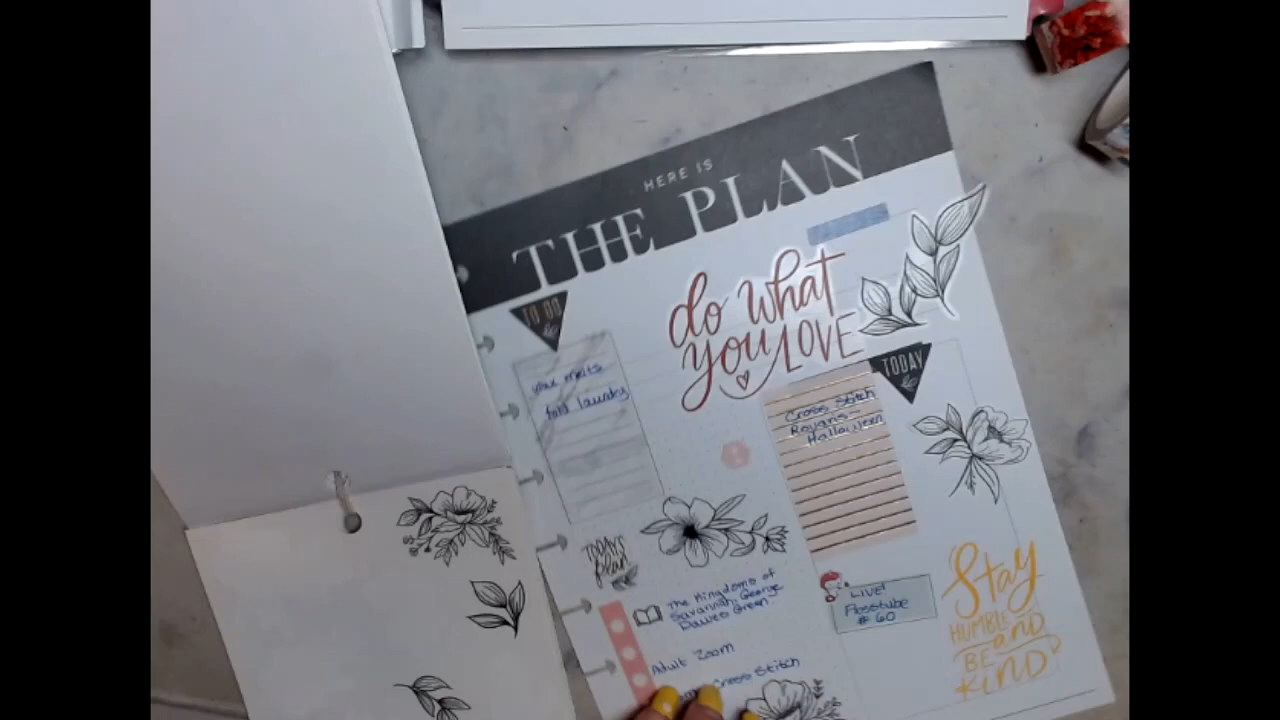 HERE IS
THE PLAN
TO DO
do what
you LOVE
wax melts
fold laundry
TODAY
Cross Stitch
Rowans-
Halloween
TODAY'S
plan
The Kingdoms of
Savannah: George
Dawes Green
LIVE!
Flosstube
# 60
Adult Zoom
Cross Stitch
Stay
HUMBLE and
BE
KIND